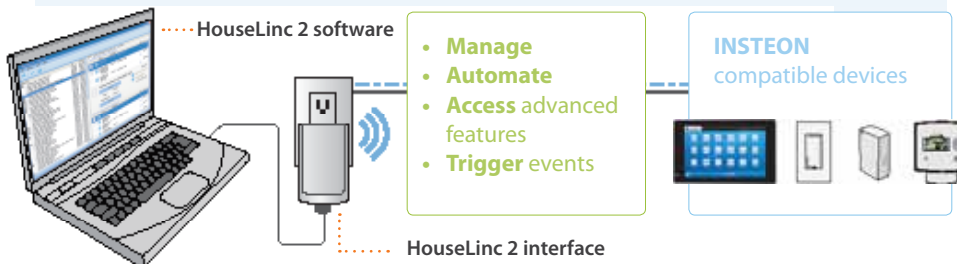 HouseLinc 2 software
• Manage
• Automate
• Access advanced
features
• Trigger events
INSTEON
compatible devices
HouseLinc 2 interface